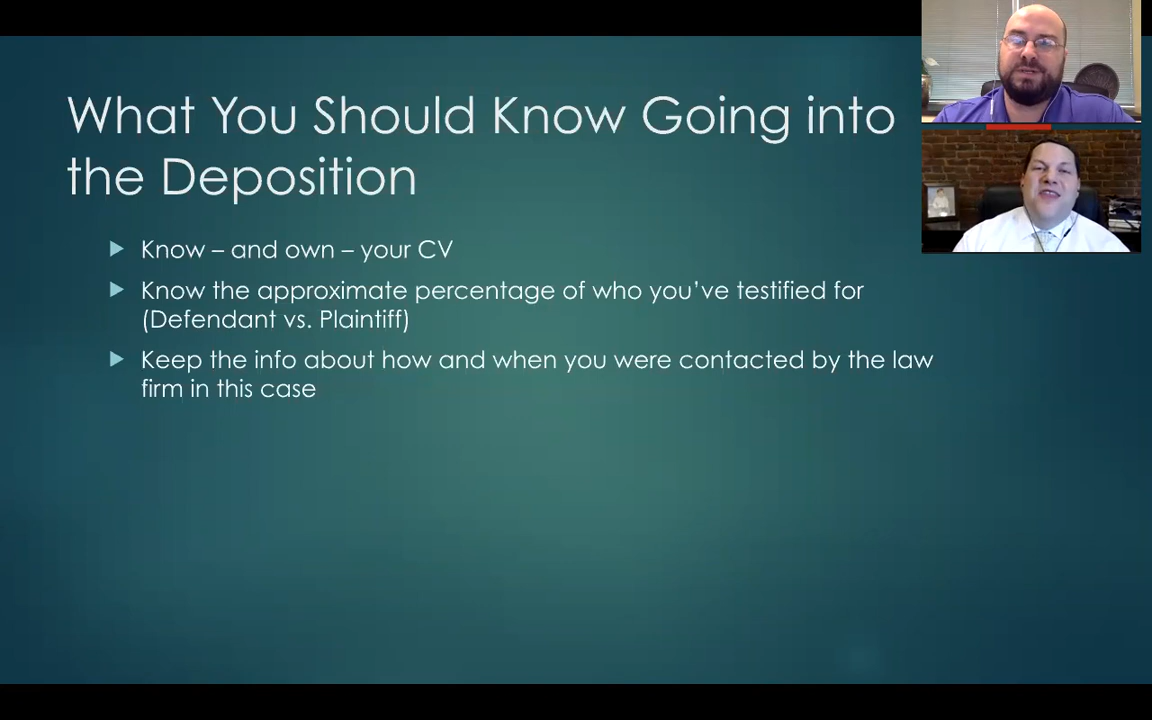 What You Should Know Going into
the Deposition
Know – and own – your CV
Know the approximate percentage of who you’ve testified for
(Defendant vs. Plaintiff)
Keep the info about how and when you were contacted by the law
firm in this case